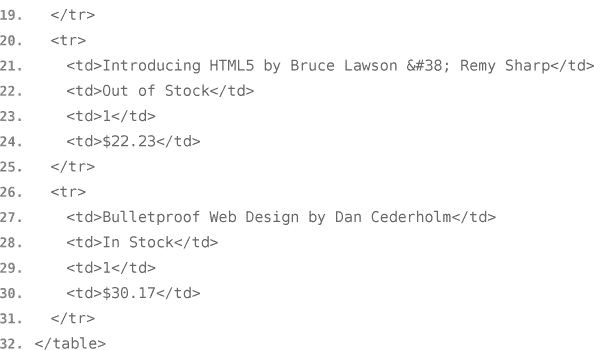 19. </tr>
20. <tr>
21. <td>Introducing HTML5 by Bruce Lawson &#38; Remy Sharp</td>
22. <td>Out of Stock</td>
23. <td>1</td>
24. <td>$22.23</td>
25. </tr>
26. <tr>
27. <td>Bulletproof Web Design by Dan Cederholm</td>
28. <td>In Stock</td>
29. <td>1</td>
30. <td>$30.17</td>
31. </tr>
32. </table>